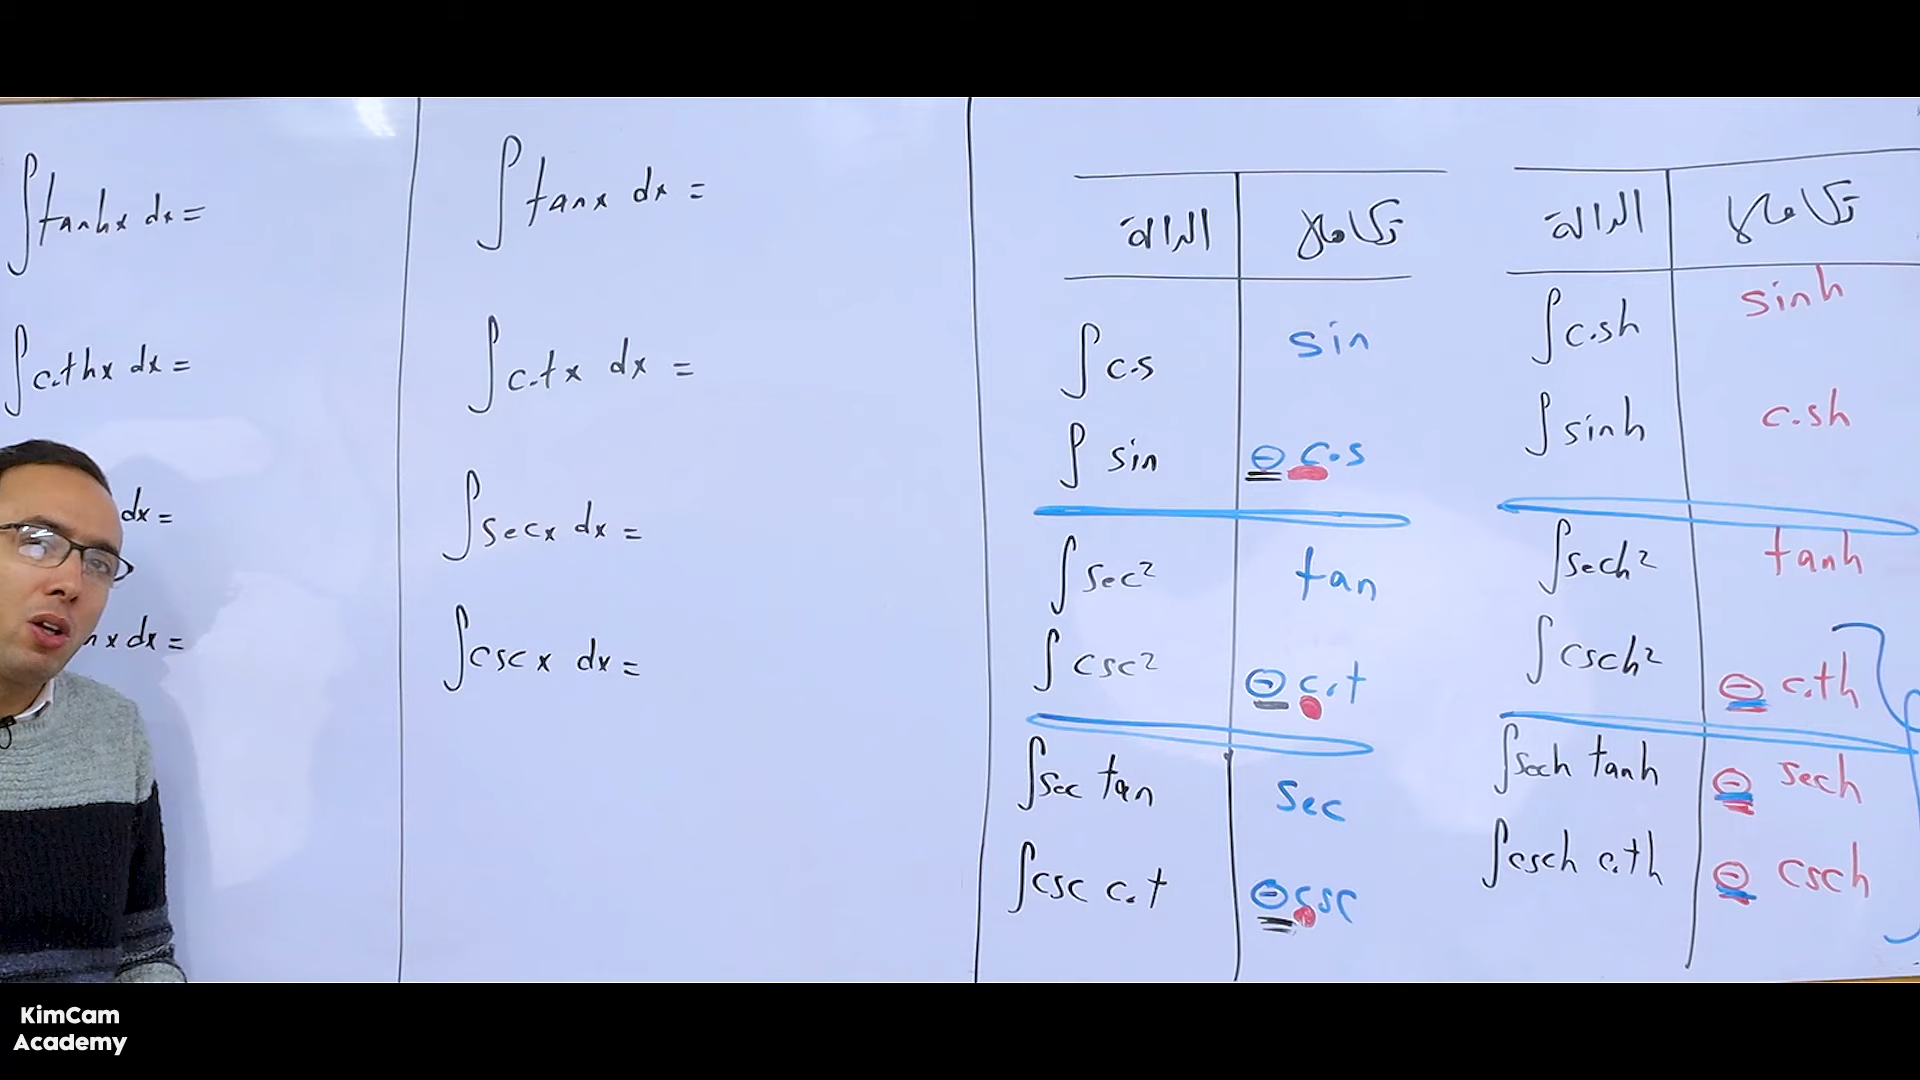 ∫tanhx dx =
∫cothx dx =
dx =
x dx =
∫tanx dx =
∫cotx dx =
∫secx dx =
∫cscx dx =
الدالة تكاملها
∫cos sin
∫sin ⊖ cos
∫sec² tan
∫csc² ⊖ cot
∫sec tan sec
∫csc cot ⊖ csc
الدالة تكاملها
∫cosh sinh
∫sinh cosh
∫sech² tanh
∫csch² ⊖ coth
∫sech tanh ⊖ sech
∫csch coth ⊖ csch
KimCam
Academy